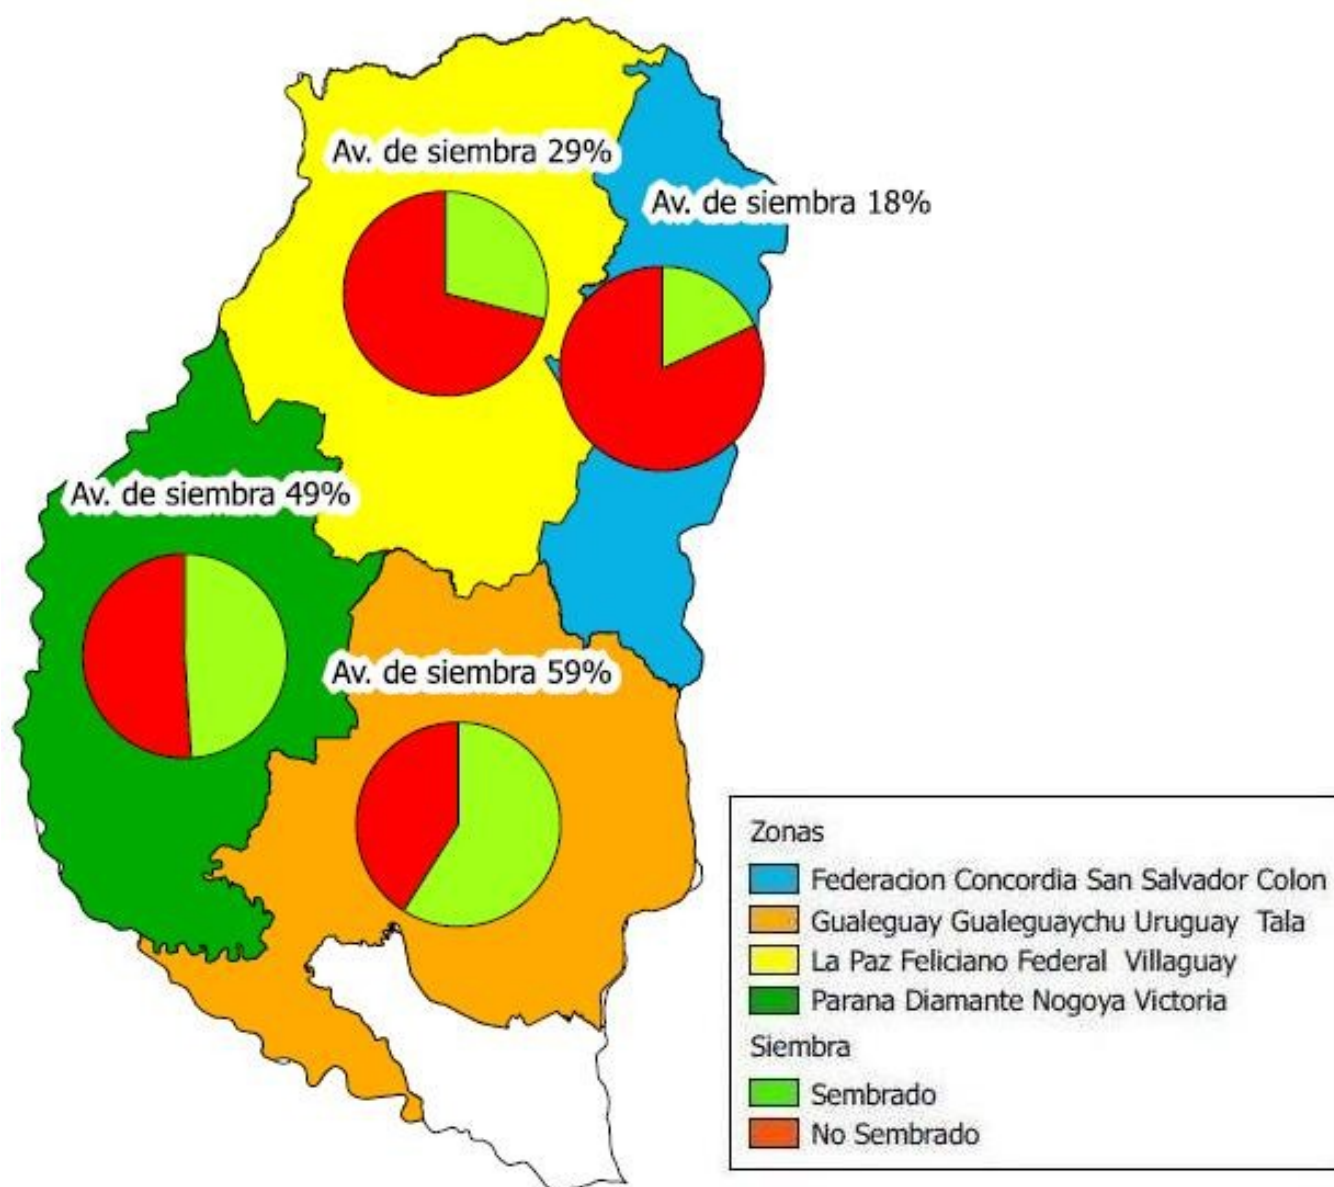 Av. de siembra 29%
Av. de siembra 18%
Av. de siembra 49%
Av. de siembra 59%
Zonas
Federacion Concordia San Salvador Colon
Gualeguay Gualeguaychu Uruguay Tala
La Paz Feliciano Federal Villaguay
Parana Diamante Nogoya Victoria
Siembra
Sembrado
No Sembrado